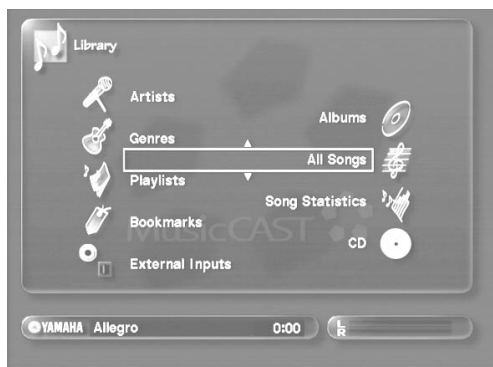 Library
Artists
Albums
Genres
All Songs
Playlists
Song Statistics
Bookmarks
MusicCAST
CD
External Inputs
YAMAHA Allegro 0:00 L
R